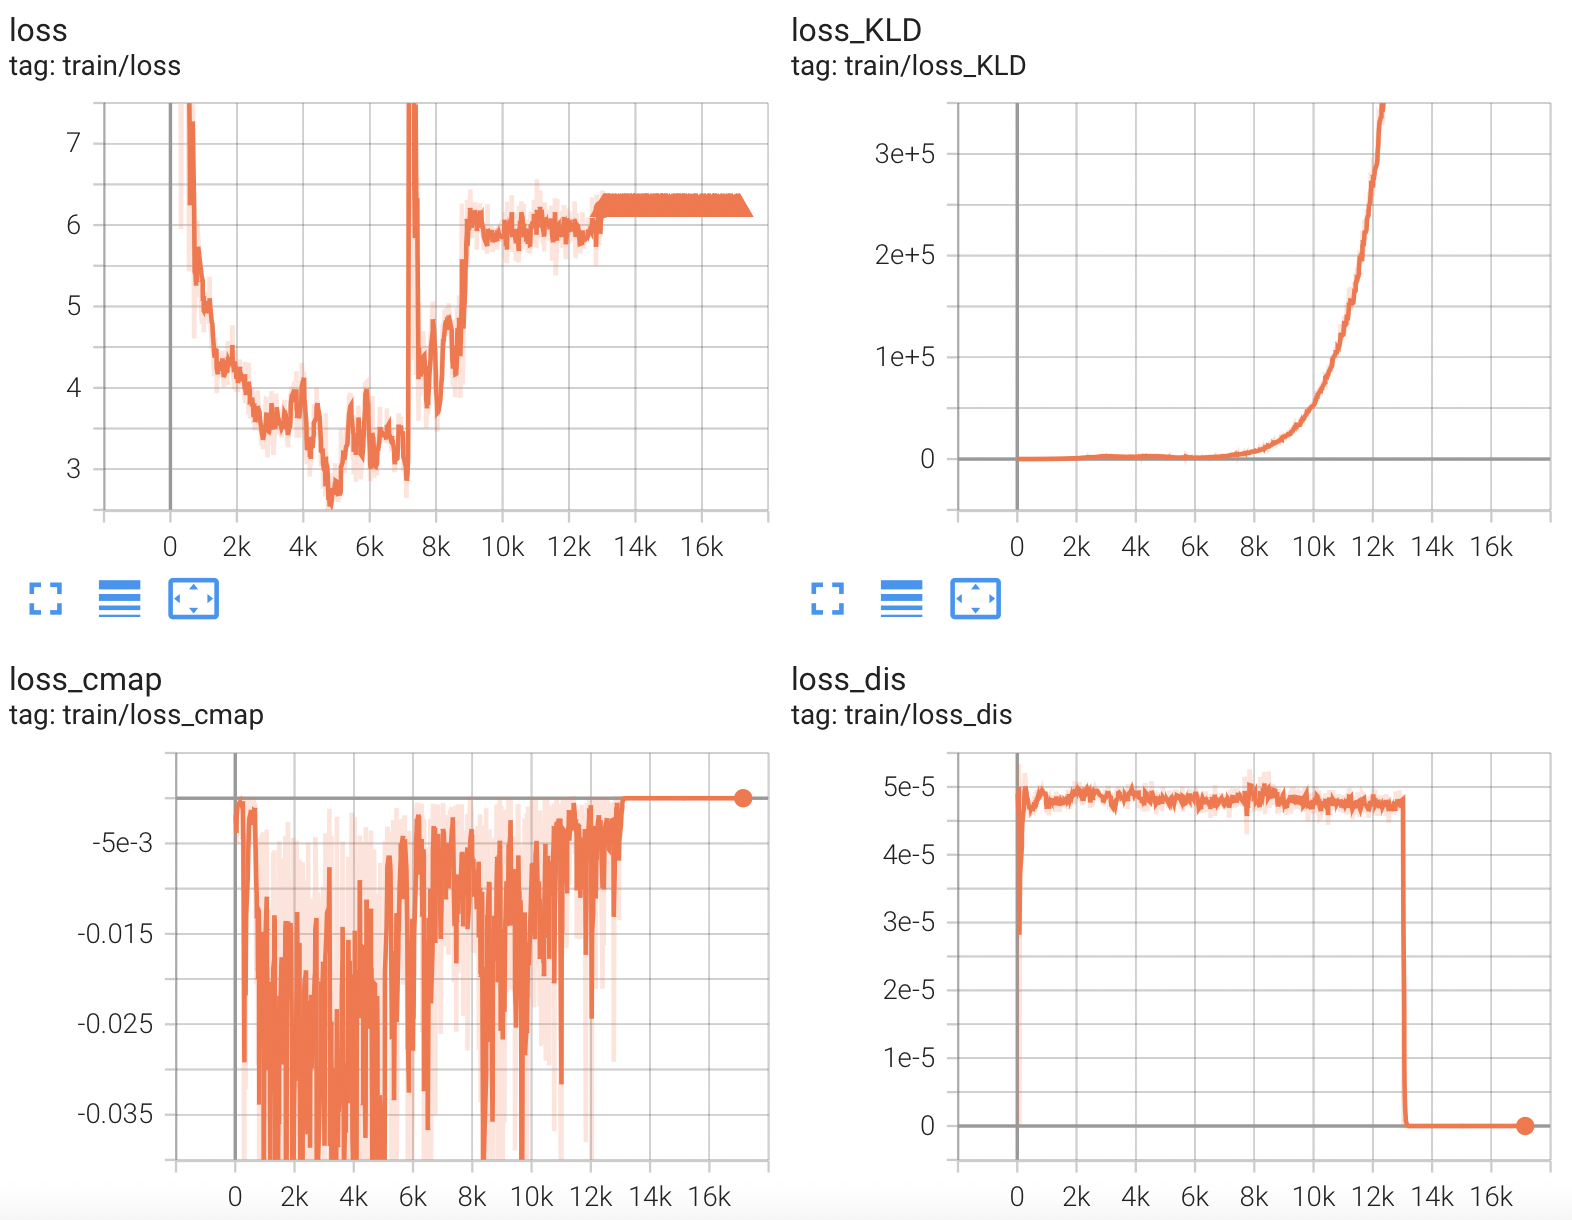 loss
tag: train/loss
7
6
5
4
3
0 2k 4k 6k 8k 10k 12k 14k 16k
loss_KLD
tag: train/loss_KLD
3e+5
2e+5
1e+5
0
0 2k 4k 6k 8k 10k 12k 14k 16k
loss_cmap
tag: train/loss_cmap
-5e-3
-0.015
-0.025
-0.035
0 2k 4k 6k 8k 10k 12k 14k 16k
loss_dis
tag: train/loss_dis
5e-5
4e-5
3e-5
2e-5
1e-5
0
0 2k 4k 6k 8k 10k 12k 14k 16k